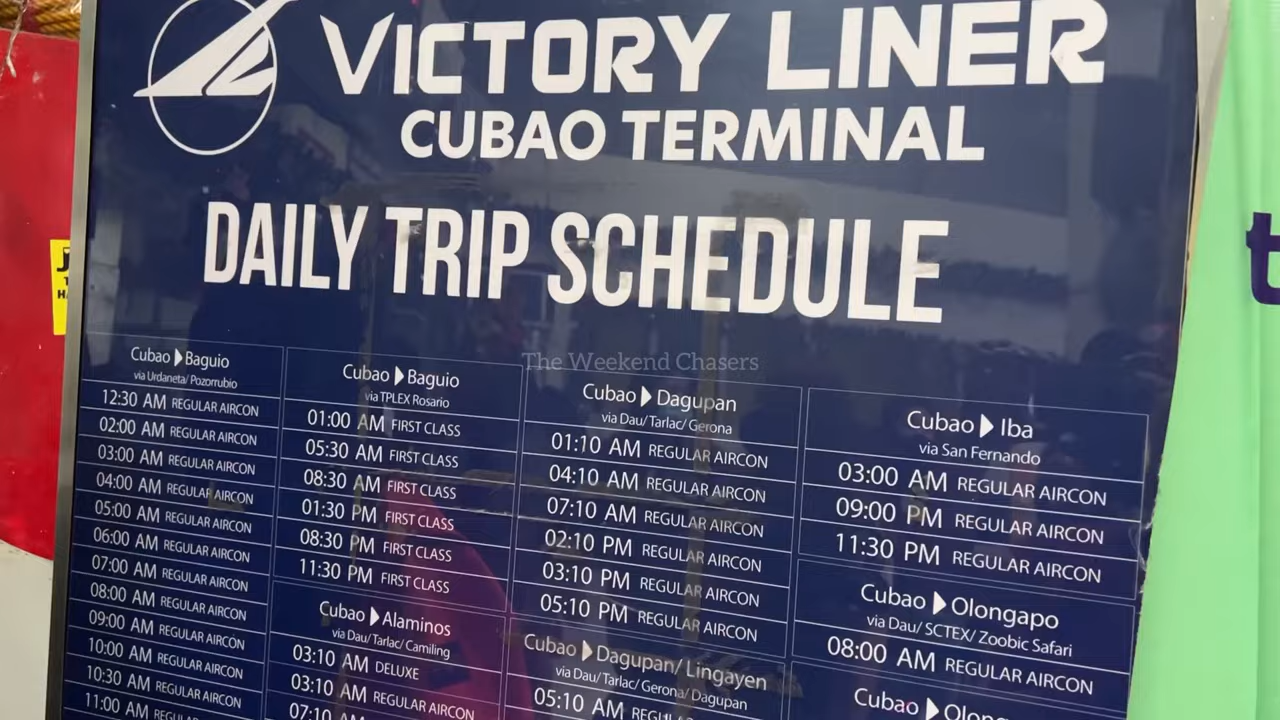 VICTORY LINER
CUBAO TERMINAL
DAILY TRIP SCHEDULE
The Weekend Chasers
Cubao Baguio
via Urdaneta/ Pozorrubio
12:30 AM REGULAR AIRCON
02:00 AM REGULAR AIRCON
03:00 AM REGULAR AIRCON
04:00 AM REGULAR AIRCON
05:00 AM REGULAR AIRCON
06:00 AM REGULAR AIRCON
07:00 AM REGULAR AIRCON
08:00 AM REGULAR AIRCON
09:00 AM REGULAR AIRCON
10:00 AM REGULAR AIRCON
10:30 AM REGULAR AIRCON
11:00 AM REGULAR AIRCON
Cubao Baguio
via TPLEX Rosario
01:00 AM FIRST CLASS
05:30 AM FIRST CLASS
08:30 AM FIRST CLASS
01:30 PM FIRST CLASS
08:30 PM FIRST CLASS
11:30 PM FIRST CLASS
Cubao Alaminos
via Dau/ Tarlac/ Camiling
03:10 AM DELUXE
03:10 AM REGULAR AIRCON
07:10 AM REGULAR AIRCON
Cubao Dagupan
via Dau/ Tarlac/ Gerona
01:10 AM REGULAR AIRCON
04:10 AM REGULAR AIRCON
07:10 AM REGULAR AIRCON
02:10 PM REGULAR AIRCON
03:10 PM REGULAR AIRCON
05:10 PM REGULAR AIRCON
Cubao Dagupan/ Lingayen
via Dau/ Tarlac/ Gerona/ Dagupan
05:10 AM REGULAR AIRCON
Cubao Iba
via San Fernando
03:00 AM REGULAR AIRCON
09:00 PM REGULAR AIRCON
11:30 PM REGULAR AIRCON
Cubao Olongapo
via Dau/ SCTEX/ Zoobic Safari
08:00 AM REGULAR AIRCON
Cubao Olong
t